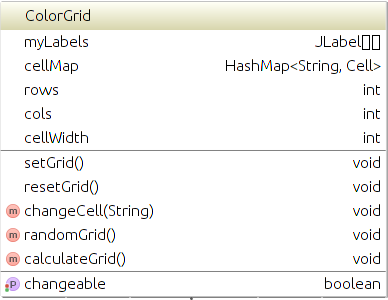 ColorGrid
myLabels JLabel[][]
cellMap HashMap<String, Cell>
rows int
cols int
cellWidth int
setGrid() void
resetGrid() void
m changeCell(String) void
m randomGrid() void
m calculateGrid() void
p changeable boolean